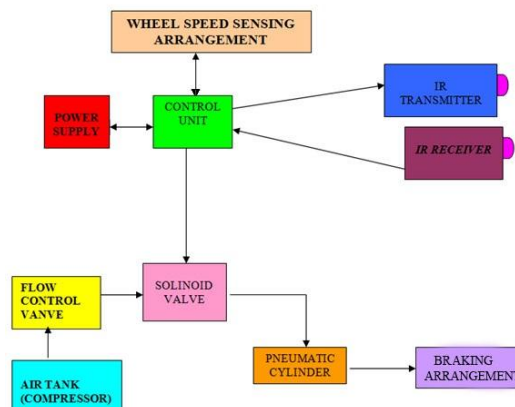 WHEEL SPEED SENSING
ARRANGEMENT
IR
TRANSMITTER
POWER
SUPPLY
CONTROL
UNIT
IR RECEIVER
FLOW
CONTROL
VANVE
SOLINOID
VALVE
AIR TANK
(COMPRESSOR)
PNEUMATIC
CYLINDER
BRAKING
ARRANGEMENT